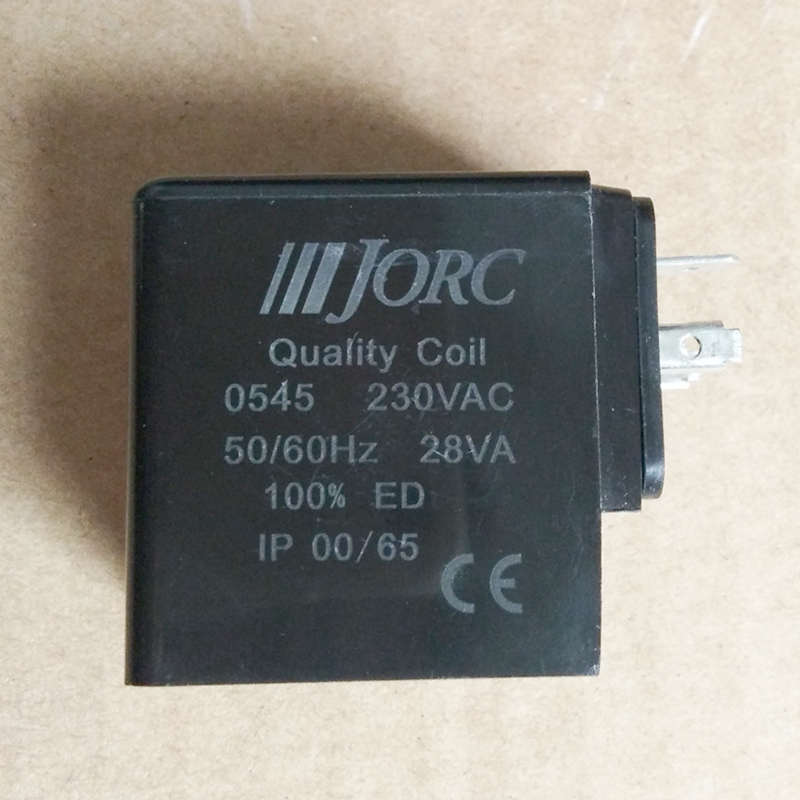 JORC
Quality Coil
0545 230VAC
50/60Hz 28VA
100% ED
IP 00/65
CE